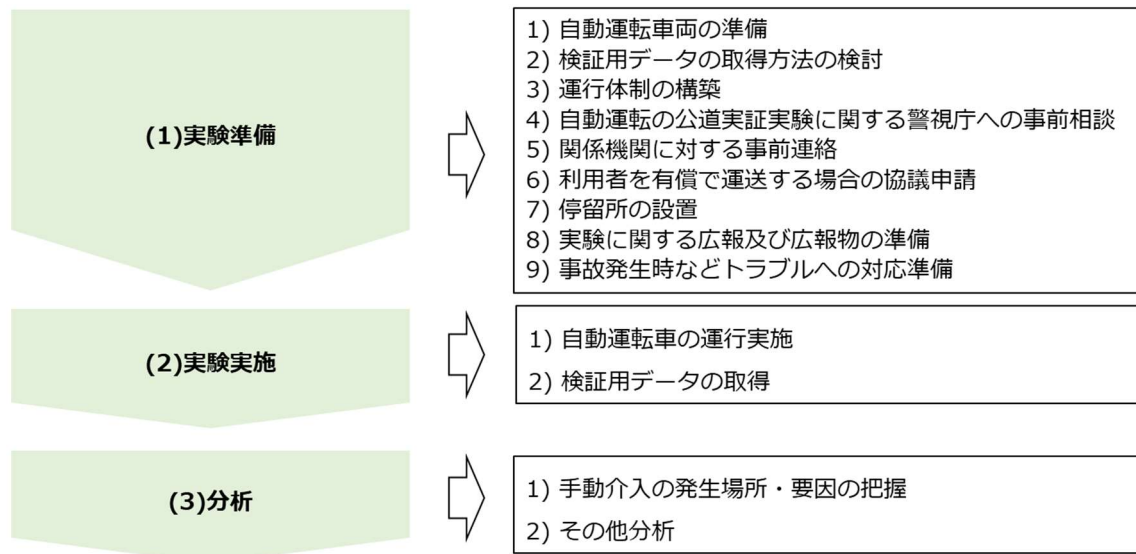 (1)実験準備
1) 自動運転車両の準備
2) 検証用データの取得方法の検討
3) 運行体制の構築
4) 自動運転の公道実証実験に関する警視庁への事前相談
5) 関係機関に対する事前連絡
6) 利用者を有償で運送する場合の協議申請
7) 停留所の設置
8) 実験に関する広報及び広報物の準備
9) 事故発生時などトラブルへの対応準備
(2)実験実施
1) 自動運転車の運行実施
2) 検証用データの取得
(3)分析
1) 手動介入の発生場所・要因の把握
2) その他分析